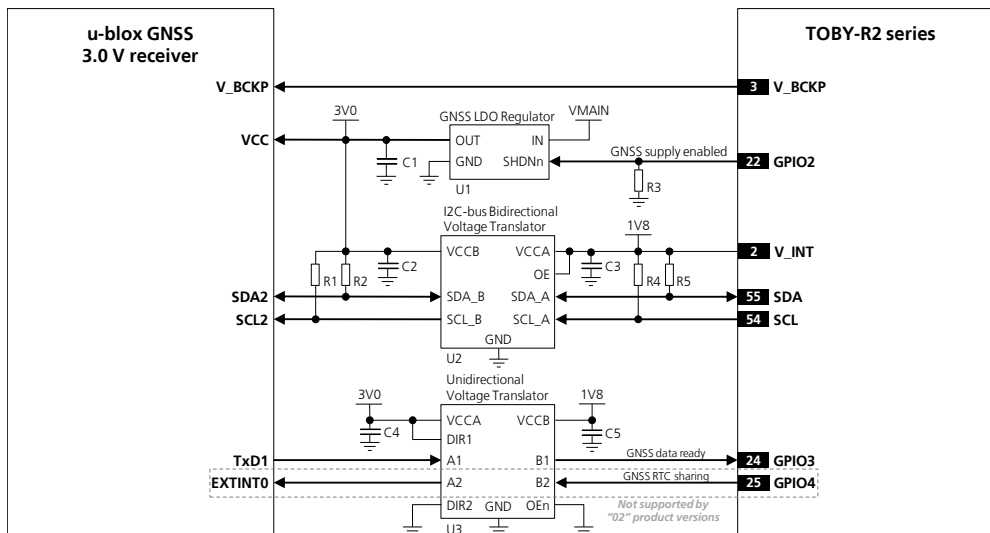 u-blox GNSS
3.0 V receiver
TOBY-R2 series
V_BCKP
3 V_BCKP
3V0
GNSS LDO Regulator
VMAIN
VCC
OUT
IN
C1
GND
SHDNn
GNSS supply enabled
22 GPIO2
U1
R3
I2C-bus Bidirectional
Voltage Translator
1V8
VCCB
VCCA
2 V_INT
C2
C3
R1
R2
OE
R4
R5
SDA2
SDA_B
SDA_A
55 SDA
SCL2
SCL_B
SCL_A
54 SCL
GND
U2
Unidirectional
Voltage Translator
3V0
1V8
VCCA
VCCB
C4
C5
DIR1
TxD1
A1
B1
GNSS data ready
24 GPIO3
EXTINT0
A2
B2
GNSS RTC sharing
25 GPIO4
DIR2
GND
OEn
Not supported by
"02" product versions
U3